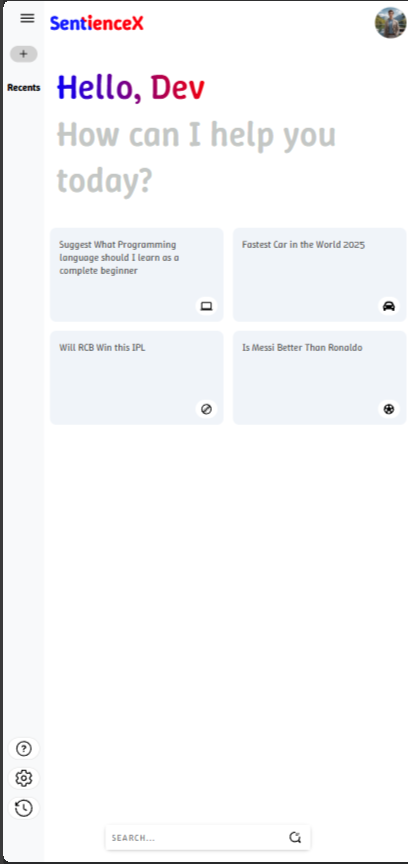 SentienceX
+
Recents
Hello, Dev
How can I help you
today?
Suggest What Programming
language should I learn as a
complete beginner
Fastest Car in the World 2025
Will RCB Win this IPL
Is Messi Better Than Ronaldo
?
SEARCH...